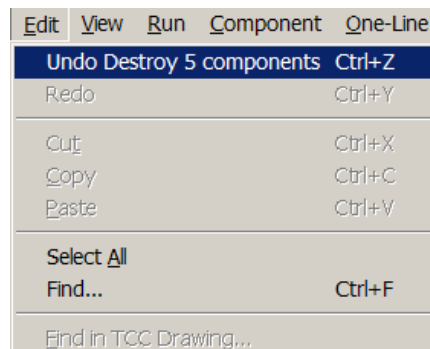 Edit View Run Component One-Line
Undo Destroy 5 components Ctrl+Z
Redo Ctrl+Y
Cut Ctrl+X
Copy Ctrl+C
Paste Ctrl+V
Select All
Find... Ctrl+F
Find in TCC Drawing...